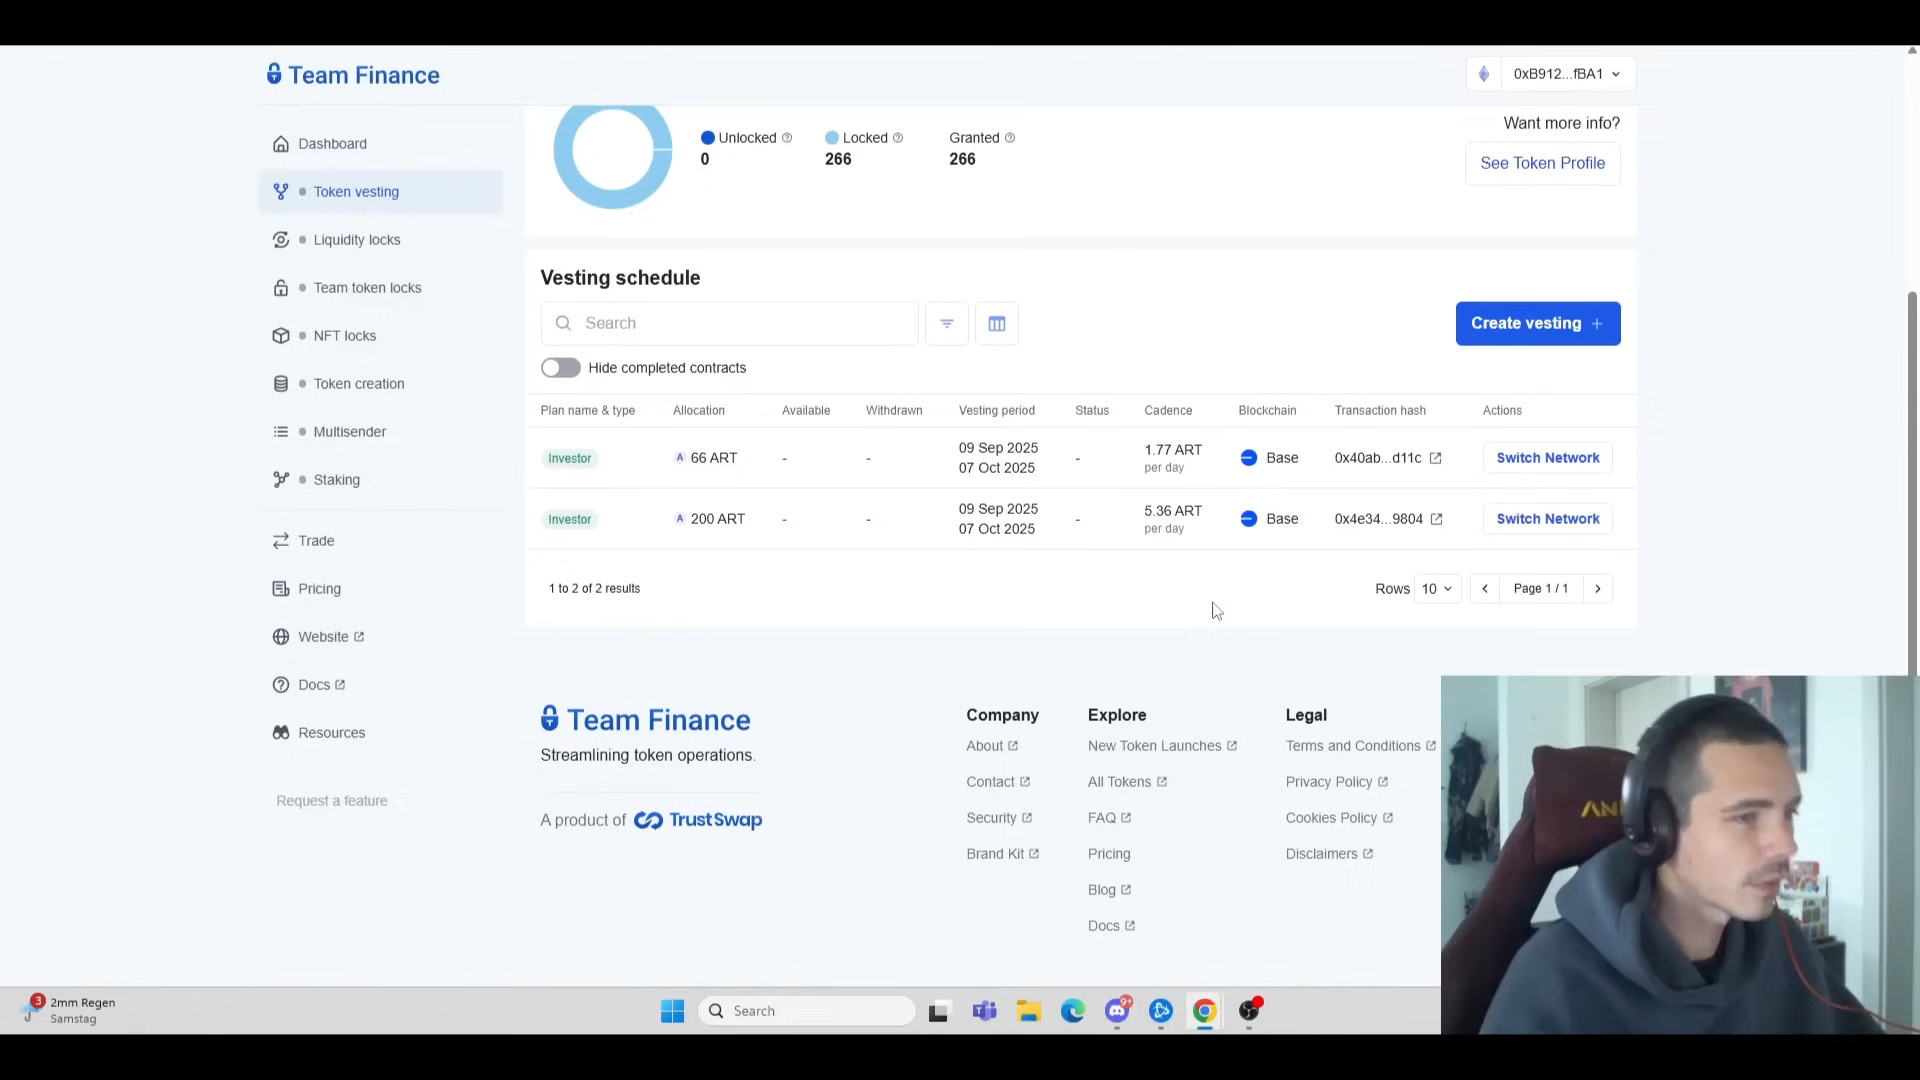 Team Finance
0xB912...fBA1
Dashboard
Token vesting
Liquidity locks
Team token locks
NFT locks
Token creation
Multisender
Staking
Trade
Pricing
Website
Docs
Resources
Request a feature
Unlocked
0
Locked
266
Granted
266
Want more info?
See Token Profile
Vesting schedule
Search
Create vesting +
Hide completed contracts
Plan name & type Allocation Available Withdrawn Vesting period Status Cadence Blockchain Transaction hash Actions
Investor A 66 ART - - 09 Sep 2025 - 1.77 ART Base 0x40ab...d11c Switch Network
07 Oct 2025 per day
Investor A 200 ART - - 09 Sep 2025 - 5.36 ART Base 0x4e34...9804 Switch Network
07 Oct 2025 per day
1 to 2 of 2 results
Rows 10 Page 1 / 1
Team Finance
Streamlining token operations.
A product of TrustSwap
Company
About
Contact
Security
Brand Kit
Explore
New Token Launches
All Tokens
FAQ
Pricing
Blog
Docs
Legal
Terms and Conditions
Privacy Policy
Cookies Policy
Disclaimers
3
2mm Regen
Samstag
Search
9+